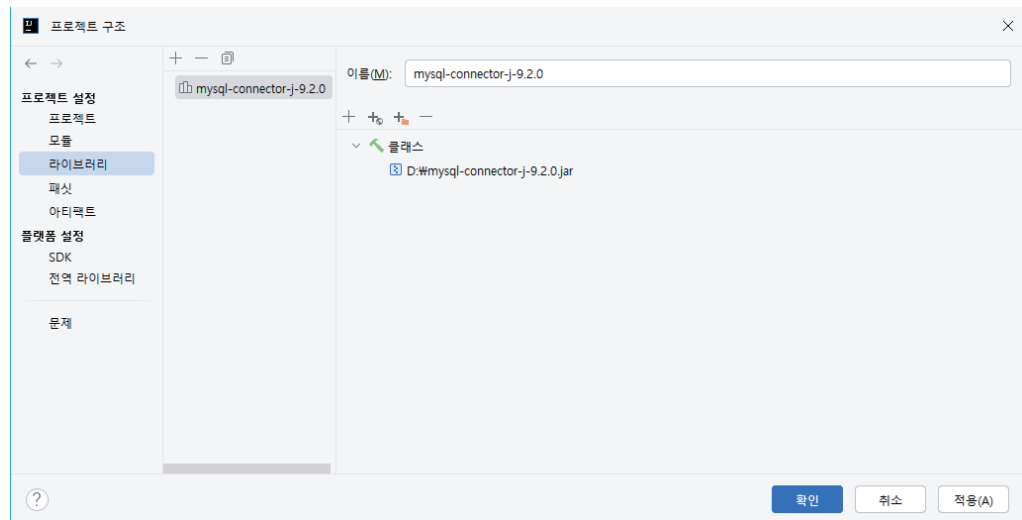 프로젝트 구조
프로젝트 설정
프로젝트
모듈
라이브러리
패싯
아티팩트
플랫폼 설정
SDK
전역 라이브러리
문제
mysql-connector-j-9.2.0
이름(M):
mysql-connector-j-9.2.0
클래스
D:₩mysql-connector-j-9.2.0.jar
?
확인
취소
적용(A)